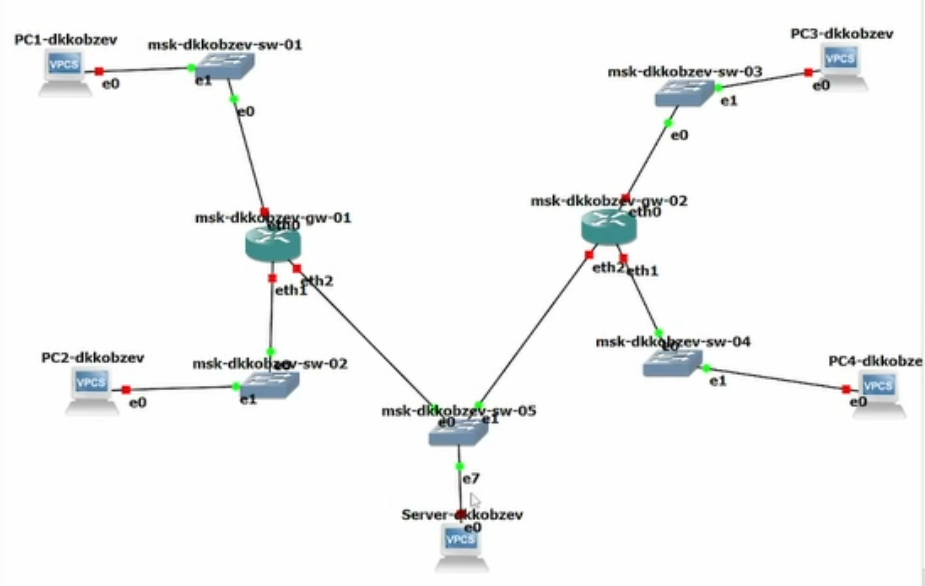 PC1-dkkobzev
VPCS
e0
msk-dkkobzev-sw-01
e1
e0
msk-dkkobzev-gw-01
eth0
eth1
eth2
PC2-dkkobzev
VPCS
e0
msk-dkkobzev-sw-02
e0
e1
PC3-dkkobzev
VPCS
e0
msk-dkkobzev-sw-03
e1
e0
msk-dkkobzev-gw-02
eth0
eth2
eth1
msk-dkkobzev-sw-04
e0
e1
PC4-dkkobze
VPCS
e0
msk-dkkobzev-sw-05
e0
e1
e7
Server-dkkobzev
e0
VPCS